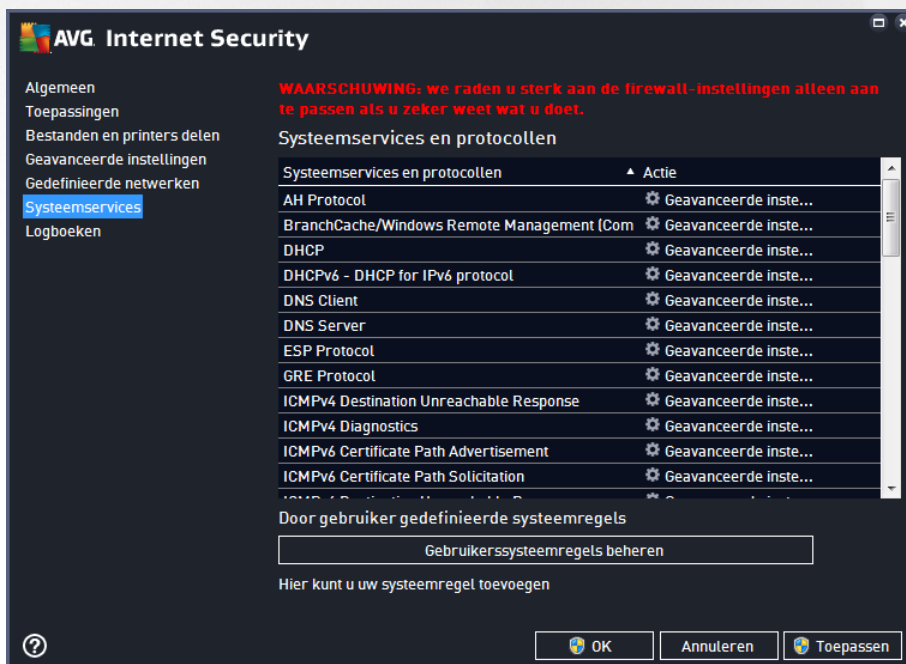 AVG Internet Security
Algemeen
Toepassingen
Bestanden en printers delen
Geavanceerde instellingen
Gedefinieerde netwerken
Systeemservices
Logboeken
WAARSCHUWING: we raden u sterk aan de firewall-instellingen alleen aan
te passen als u zeker weet wat u doet.
Systeemservices en protocollen
Systeemservices en protocollen Actie
AH Protocol Geavanceerde inste...
BranchCache/Windows Remote Management (Com Geavanceerde inste...
DHCP Geavanceerde inste...
DHCPv6 - DHCP for IPv6 protocol Geavanceerde inste...
DNS Client Geavanceerde inste...
DNS Server Geavanceerde inste...
ESP Protocol Geavanceerde inste...
GRE Protocol Geavanceerde inste...
ICMPv4 Destination Unreachable Response Geavanceerde inste...
ICMPv4 Diagnostics Geavanceerde inste...
ICMPv6 Certificate Path Advertisement Geavanceerde inste...
ICMPv6 Certificate Path Solicitation Geavanceerde inste...
Door gebruiker gedefinieerde systeemregels
Gebruikerssysteemregels beheren
Hier kunt u uw systeemregel toevoegen
OK
Annuleren
Toepassen